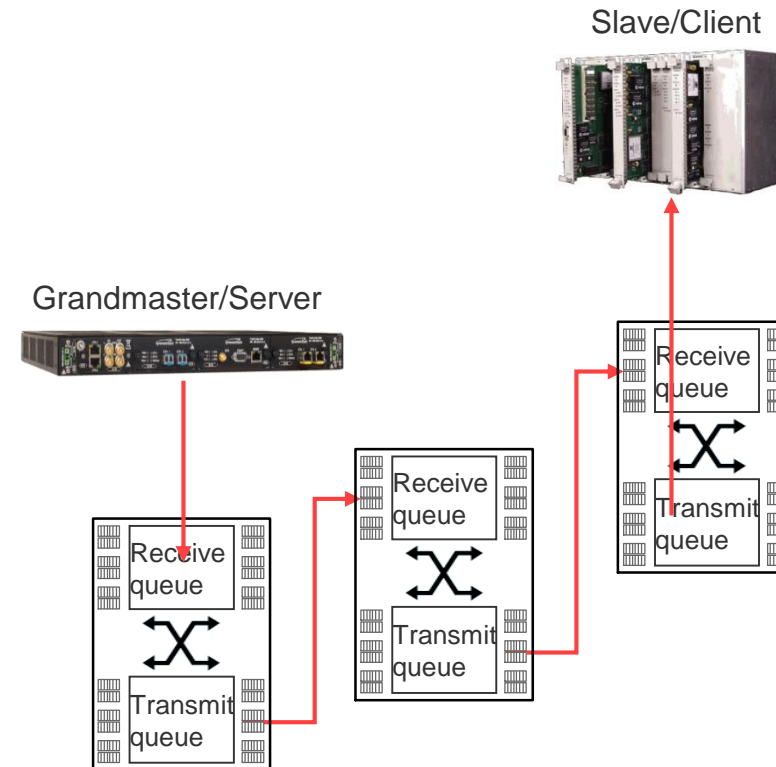 Slave/Client
Grandmaster/Server
Receive
queue
Transmit
queue
Receive
queue
Transmit
queue
Receive
queue
Transmit
queue